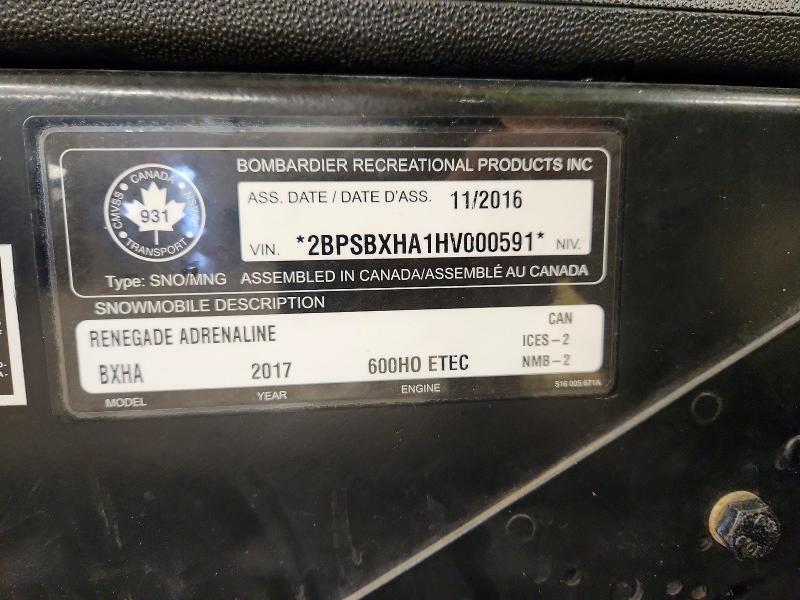 BOMBARDIER RECREATIONAL PRODUCTS INC
CMVSS • CANADA • NSVAC • TRANSPORT •
931
ASS. DATE / DATE D'ASS. 11/2016
VIN. *2BPSBXHA1HV000591* NIV.
Type: SNO/MNG ASSEMBLED IN CANADA/ASSEMBLÉ AU CANADA
SNOWMOBILE DESCRIPTION
RENEGADE ADRENALINE CAN
ICES-2
BXHA 2017 600HO ETEC NMB-2
MODEL YEAR ENGINE 516 005 671A